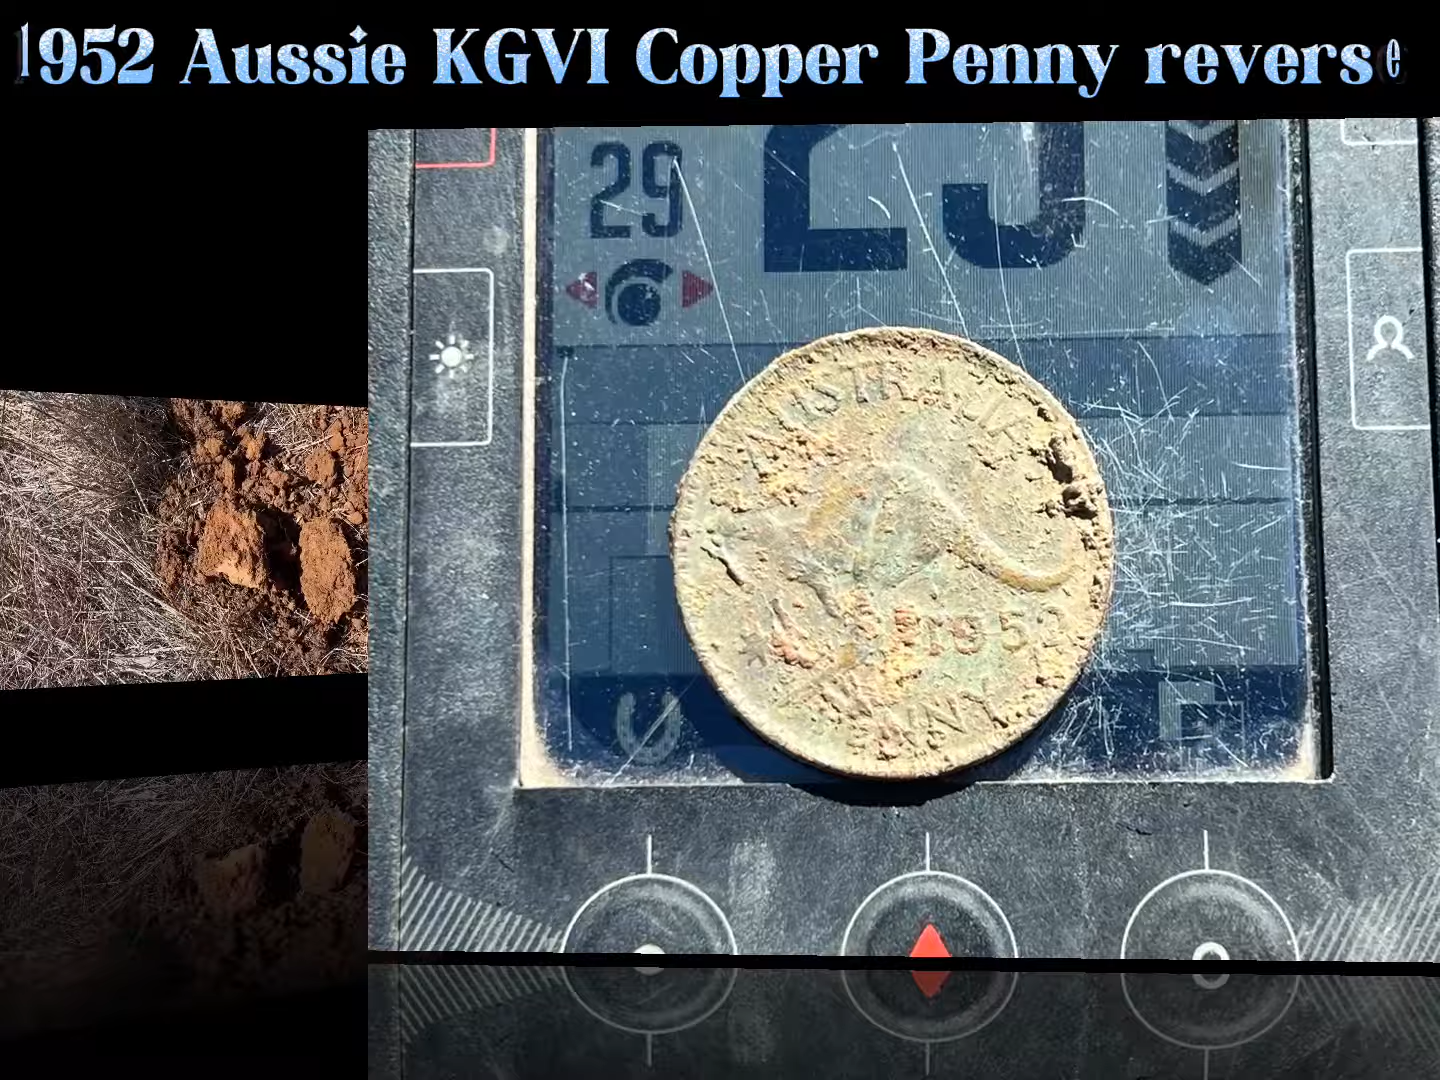 1952 Aussie KGVI Copper Penny reverse
29
AUSTRALIA
1952
PENNY